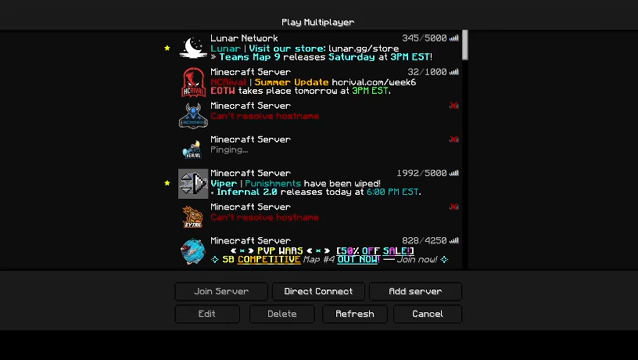 Play Multiplayer
Lunar Network 345/5000
Lunar | Visit our store: lunar.gg/store
» Teams Map 9 releases Saturday at 3PM EST!
Minecraft Server 32/1000
HCRival | Summer Update hcrival.com/week6
EOTW takes place tomorrow at 3PM EST.
Minecraft Server
Can't resolve hostname
Minecraft Server
Pinging...
Minecraft Server 1992/5000
Viper | Punishments have been wiped!
• Infernal 2.0 releases today at 6:00 PM EST.
Minecraft Server
Can't resolve hostname
Minecraft Server 828/4250
PVP WARS [50% OFF SALE!]
SB COMPETITIVE Map #4 OUT NOW! — Join now!
Join Server Direct Connect Add server
Edit Delete Refresh Cancel